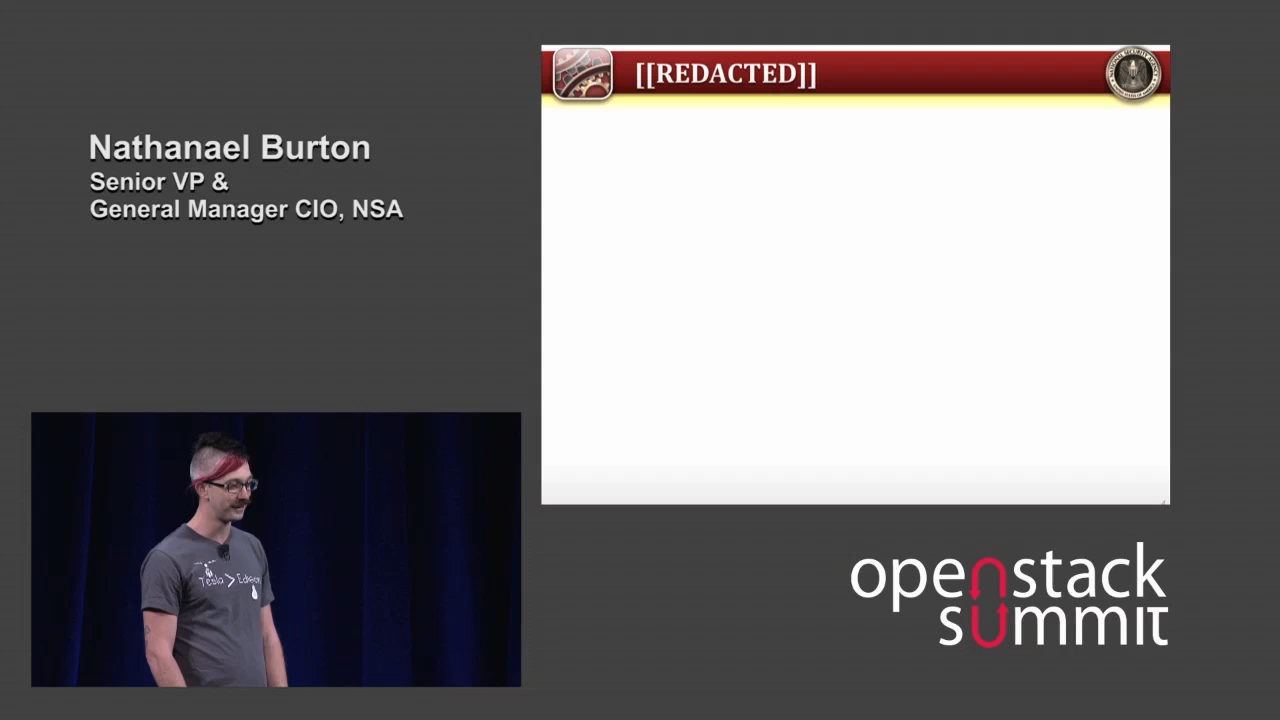 Nathanael Burton
Senior VP &
General Manager CIO, NSA
[[REDACTED]]
Tesla > Edison
openstack
summit